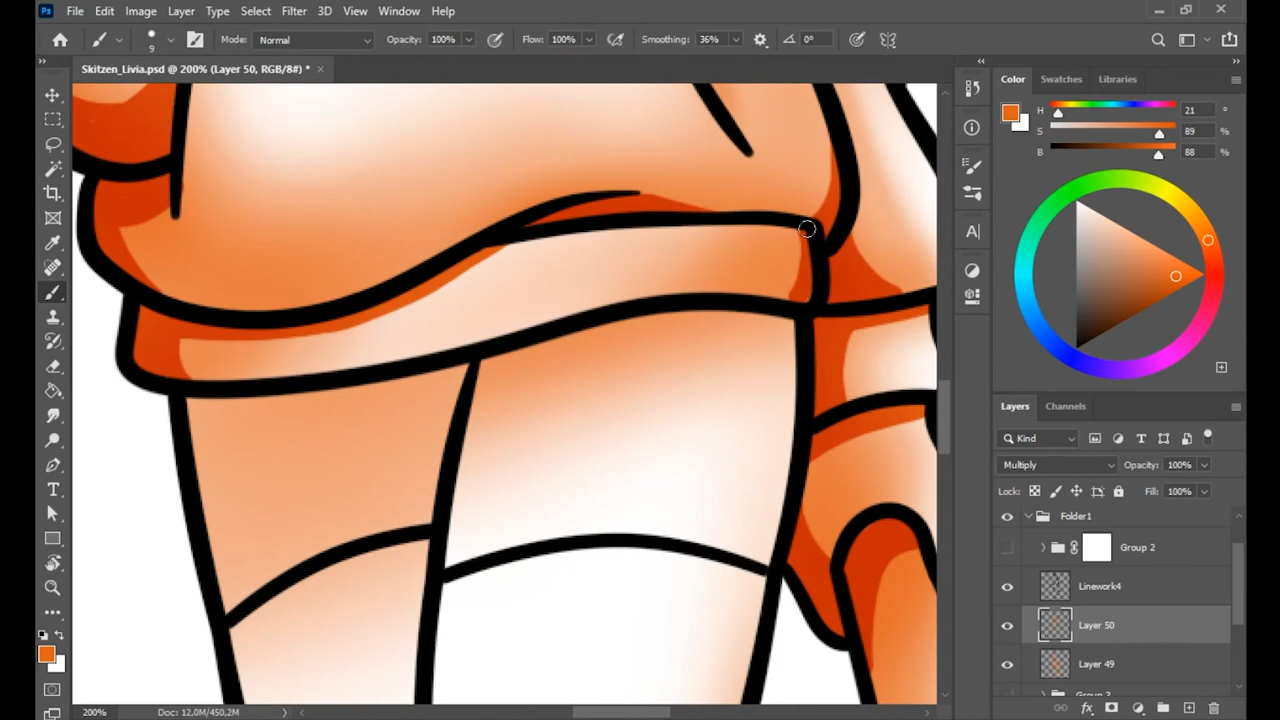 Ps File Edit Image Layer Type Select Filter 3D View Window Help
9 Mode: Normal Opacity: 100% Flow: 100% Smoothing: 36% 0°
Skitzen_Livia.psd @ 200% (Layer 50, RGB/8#) * ×
Color Swatches Libraries
H 21 °
S 89 %
B 88 %
A
T
Layers Channels
Kind T
Multiply Opacity: 100%
Lock: Fill: 100%
Folder1
Group 2
Linework4
Layer 50
Layer 49
fx
200% Doc: 12,0M/450,2M